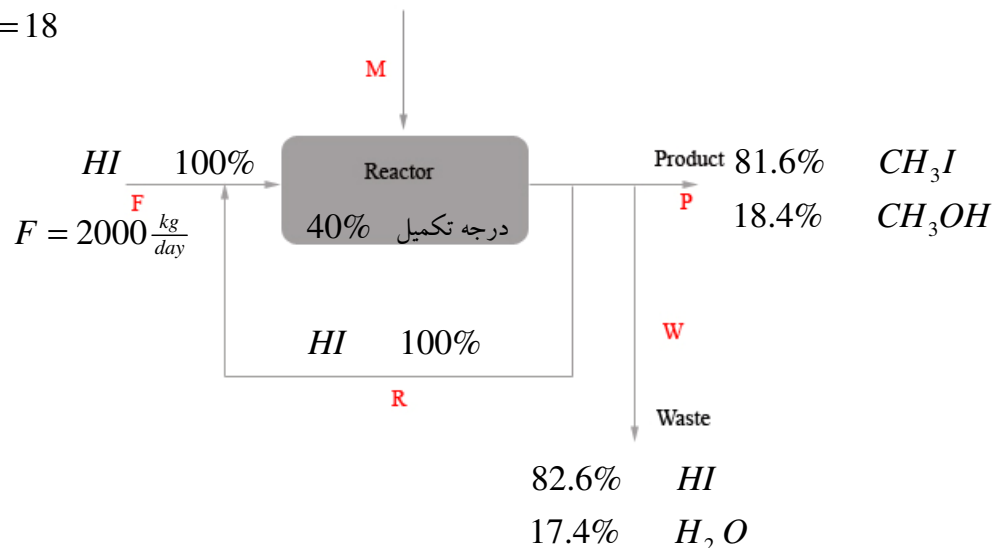 =18
M
HI 100%
Reactor
Product 81.6% CH₃I
F
P
F = 2000 kg/day
40% درجه تکمیل
18.4% CH₃OH
HI 100%
W
R
Waste
82.6% HI
17.4% H₂O